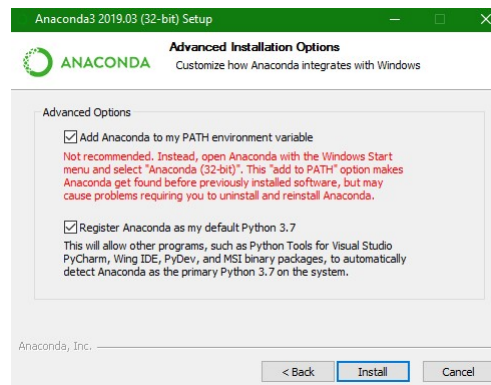 Anaconda3 2019.03 (32-bit) Setup
ANACONDA
Advanced Installation Options
Customize how Anaconda integrates with Windows
Advanced Options
Add Anaconda to my PATH environment variable
Not recommended. Instead, open Anaconda with the Windows Start
menu and select "Anaconda (32-bit)". This "add to PATH" option makes
Anaconda get found before previously installed software, but may
cause problems requiring you to uninstall and reinstall Anaconda.
Register Anaconda as my default Python 3.7
This will allow other programs, such as Python Tools for Visual Studio
PyCharm, Wing IDE, PyDev, and MSI binary packages, to automatically
detect Anaconda as the primary Python 3.7 on the system.
Anaconda, Inc.
< Back
Install
Cancel